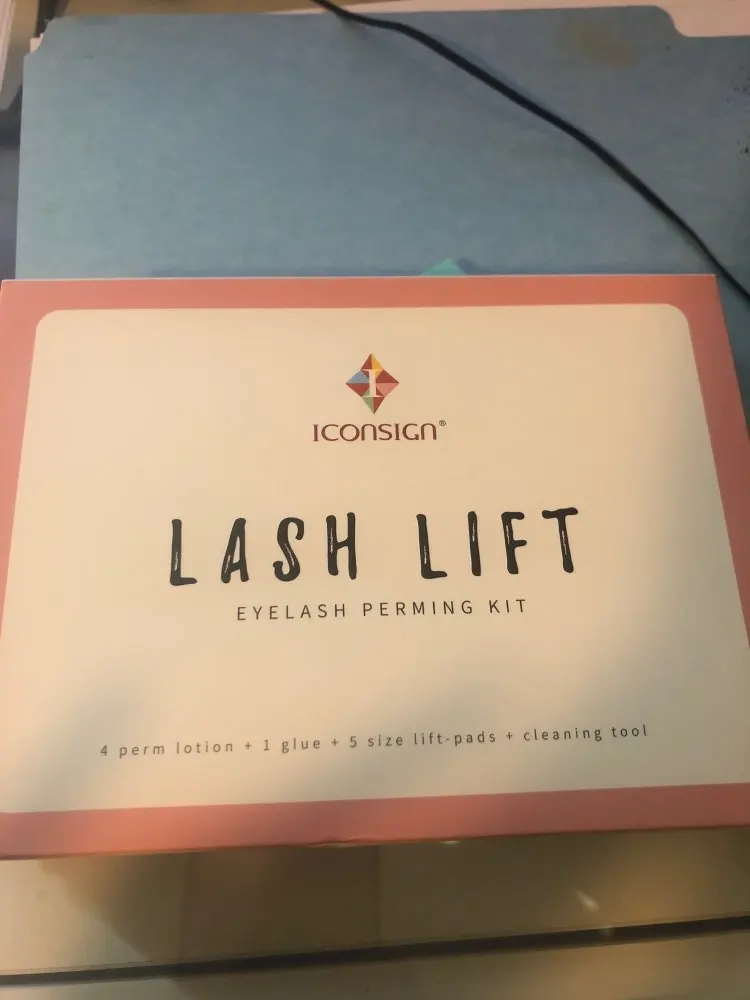 I
ICONSIGN®
LASH LIFT
EYELASH PERMING KIT
4 perm lotion + 1 glue + 5 size lift-pads + cleaning tool